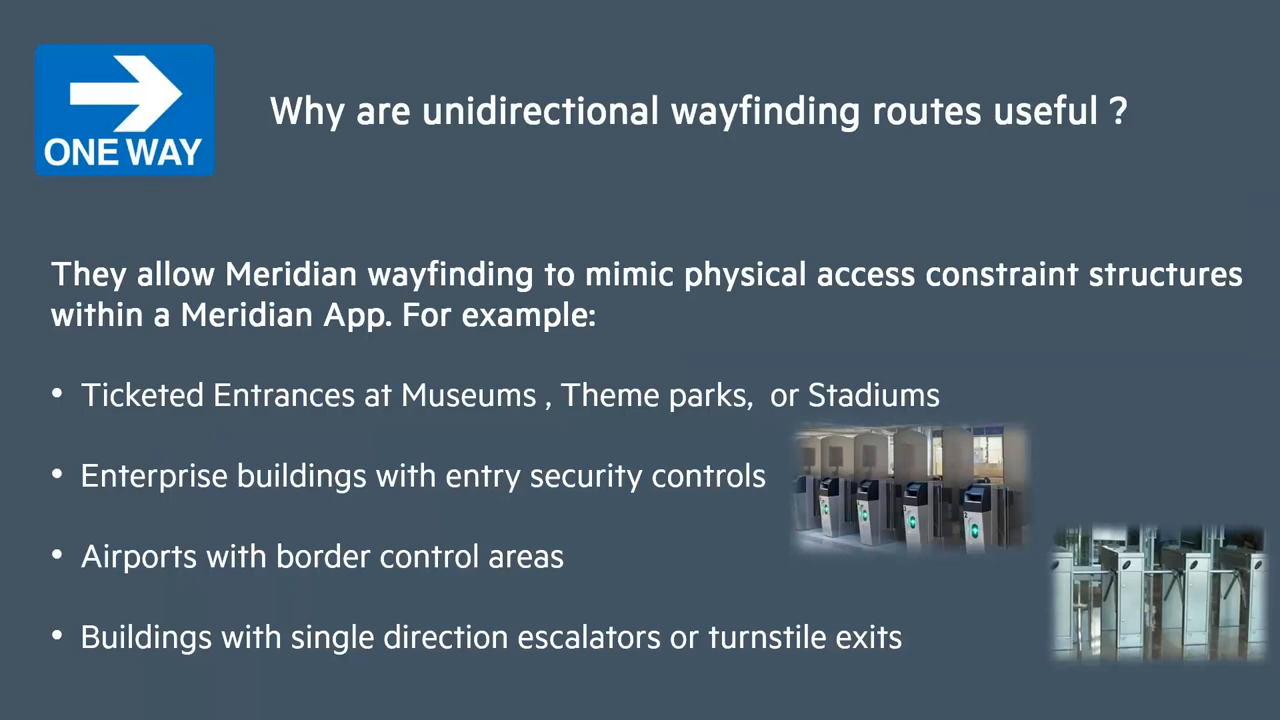 ONE WAY
Why are unidirectional wayfinding routes useful ?
They allow Meridian wayfinding to mimic physical access constraint structures
within a Meridian App. For example:
• Ticketed Entrances at Museums , Theme parks, or Stadiums
• Enterprise buildings with entry security controls
• Airports with border control areas
• Buildings with single direction escalators or turnstile exits